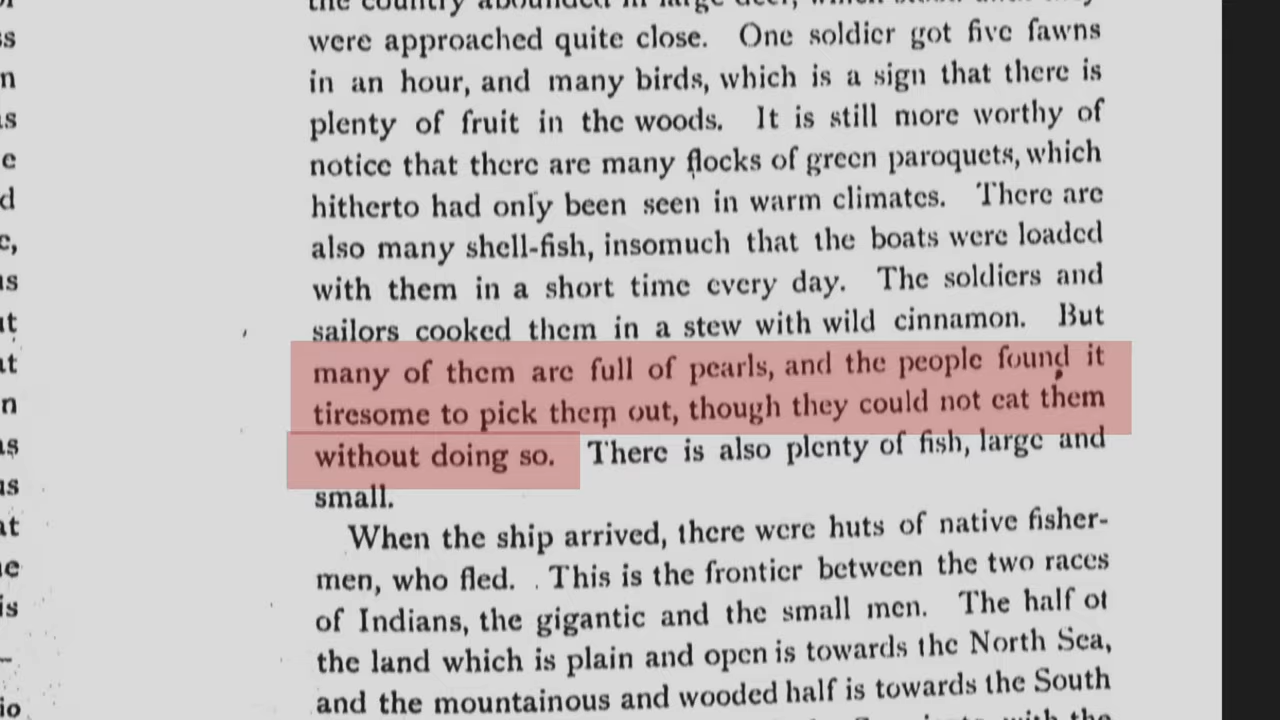 were approached quite close. One soldier got five fawns
in an hour, and many birds, which is a sign that there is
plenty of fruit in the woods. It is still more worthy of
notice that there are many flocks of green paroquets, which
hitherto had only been seen in warm climates. There are
also many shell-fish, insomuch that the boats were loaded
with them in a short time every day. The soldiers and
sailors cooked them in a stew with wild cinnamon. But
many of them are full of pearls, and the people found it
tiresome to pick them out, though they could not eat them
without doing so. There is also plenty of fish, large and
small.
When the ship arrived, there were huts of native fisher-
men, who fled. This is the frontier between the two races
of Indians, the gigantic and the small men. The half of
the land which is plain and open is towards the North Sea,
and the mountainous and wooded half is towards the South